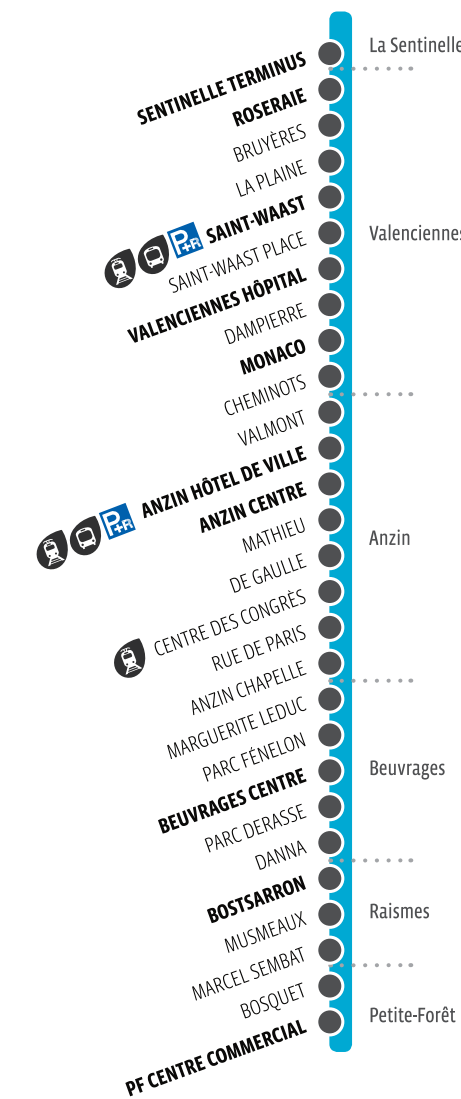 La Sentinelle
SENTINELLE TERMINUS
ROSERAIE
BRUYÈRES
LA PLAINE
P+R SAINT-WAAST
Valenciennes
SAINT-WAAST PLACE
VALENCIENNES HÔPITAL
DAMPIERRE
MONACO
CHEMINOTS
VALMONT
P+R ANZIN HÔTEL DE VILLE
ANZIN CENTRE
Anzin
MATHIEU
DE GAULLE
CENTRE DES CONGRÈS
RUE DE PARIS
ANZIN CHAPELLE
MARGUERITE LEDUC
PARC FÉNELON
Beuvrages
BEUVRAGES CENTRE
PARC DERASSE
DANNA
BOSTSARRON
Raismes
MUSMEAUX
MARCEL SEMBAT
BOSQUET
Petite-Forêt
PF CENTRE COMMERCIAL